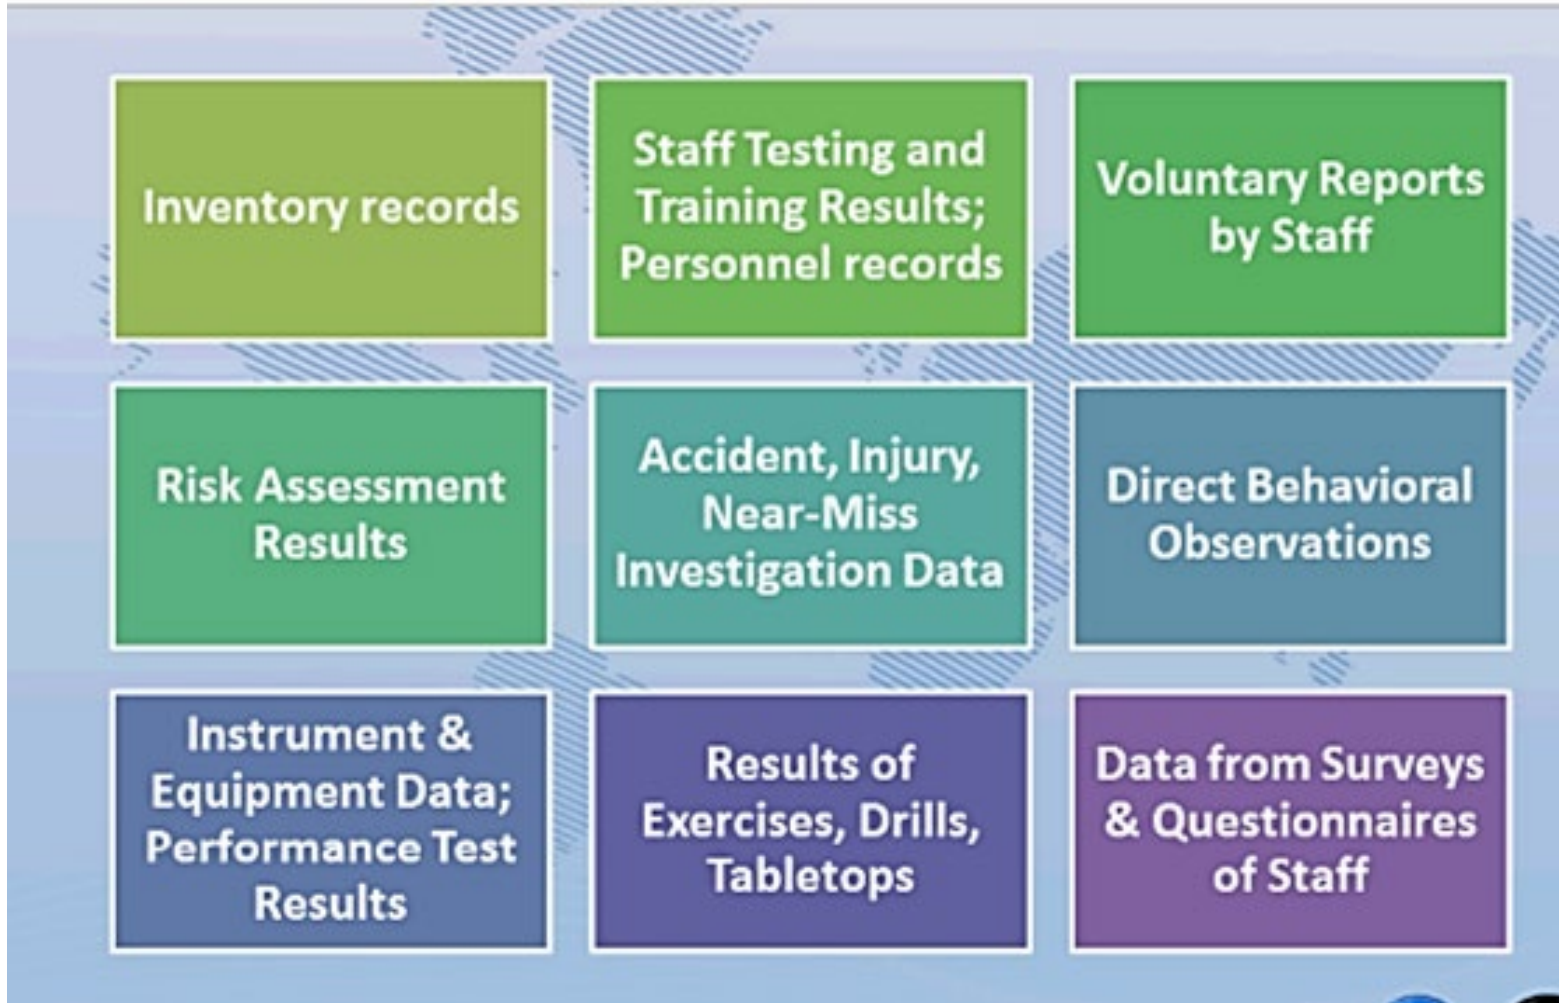 Inventory records
Staff Testing and
Training Results;
Personnel records
Voluntary Reports
by Staff
Risk Assessment
Results
Accident, Injury,
Near-Miss
Investigation Data
Direct Behavioral
Observations
Instrument &
Equipment Data;
Performance Test
Results
Results of
Exercises, Drills,
Tabletops
Data from Surveys
& Questionnaires
of Staff